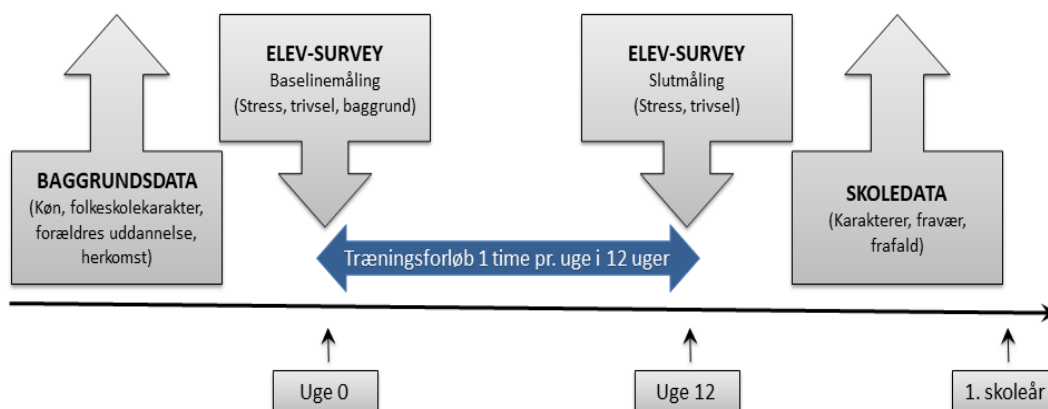 ELEV-SURVEY
Baselinemåling
(Stress, trivsel, baggrund)
ELEV-SURVEY
Slutmåling
(Stress, trivsel)
BAGGRUNDSDATA
(Køn, folkeskolekarakter,
forældres uddannelse,
herkomst)
SKOLEDATA
(Karakterer, fravær,
frafald)
Træningsforløb 1 time pr. uge i 12 uger
Uge 0
Uge 12
1. skoleår